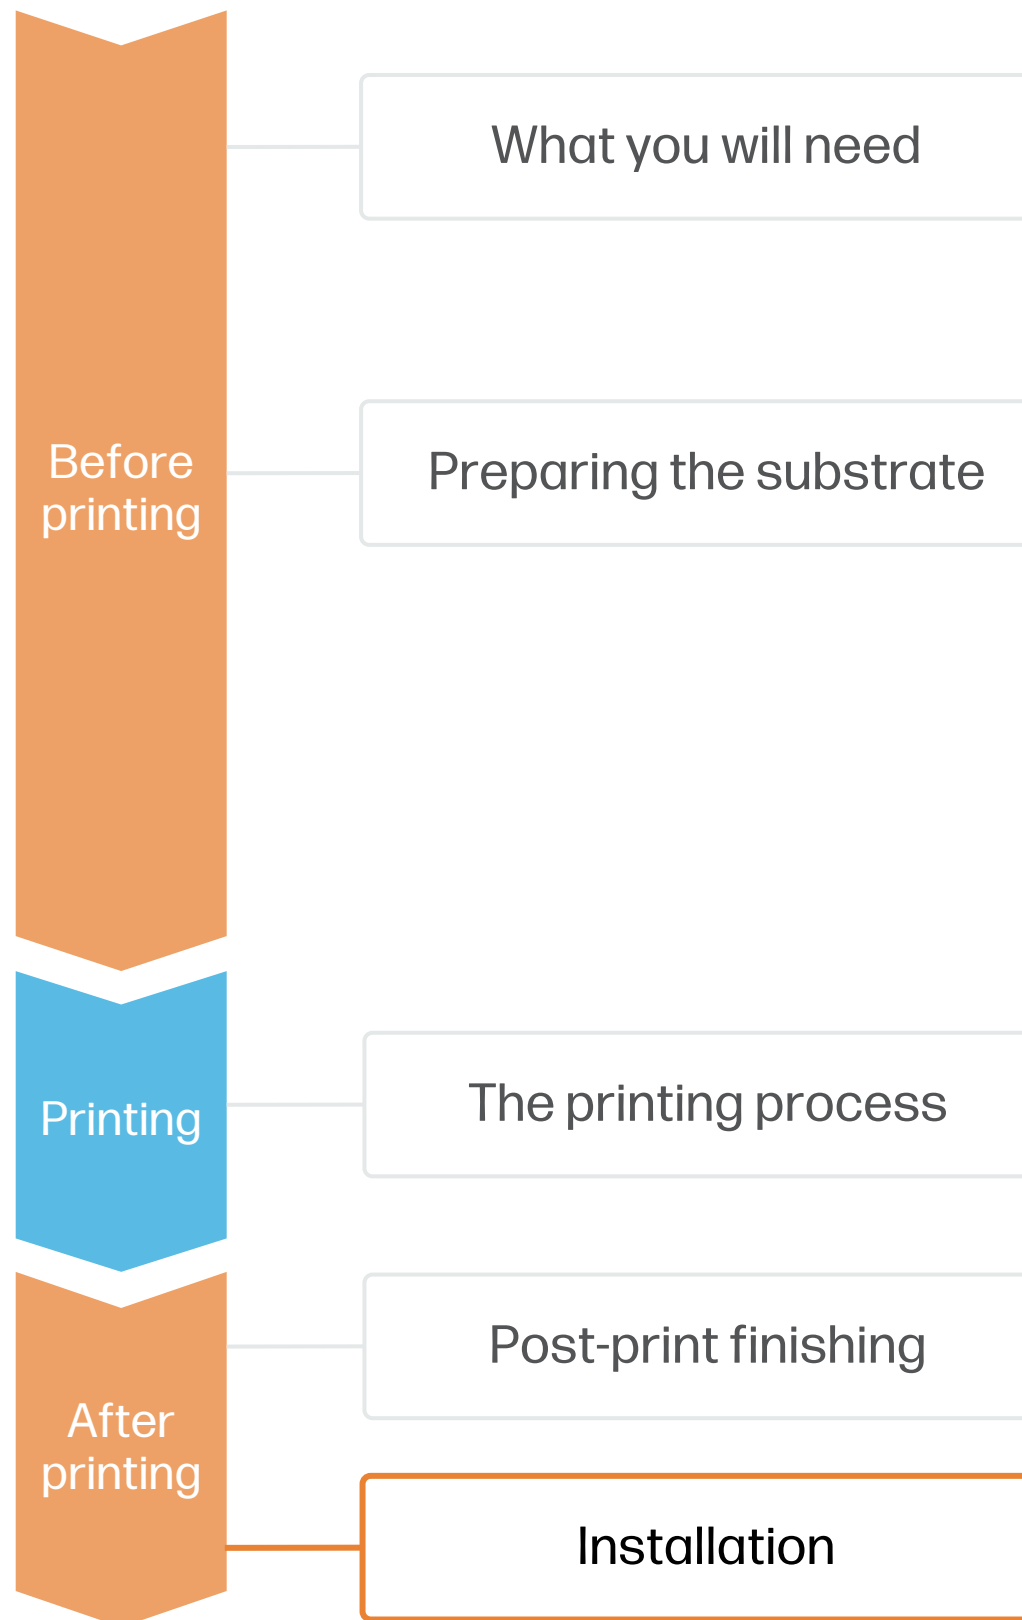 What you will need
Before
printing
Preparing the substrate
Printing
The printing process
Post-print finishing
After
printing
Installation